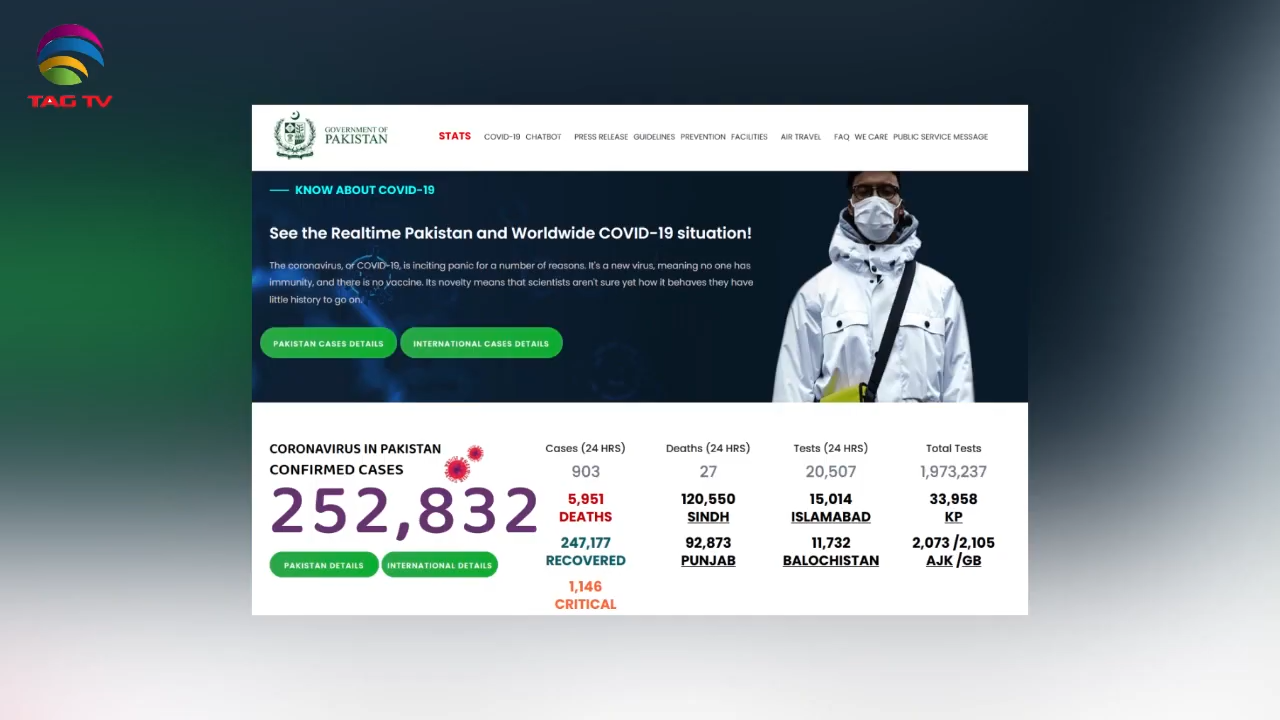 TAG TV
GOVERNMENT OF
PAKISTAN
STATS COVID-19 CHATBOT PRESS RELEASE GUIDELINES PREVENTION FACILITIES AIR TRAVEL FAQ WE CARE PUBLIC SERVICE MESSAGE
KNOW ABOUT COVID-19
See the Realtime Pakistan and Worldwide COVID-19 situation!
The coronavirus, or COVID-19, is inciting panic for a number of reasons. It's a new virus, meaning no one has
immunity, and there is no vaccine. Its novelty means that scientists aren't sure yet how it behaves they have
little history to go on.
PAKISTAN CASES DETAILS INTERNATIONAL CASES DETAILS
CORONAVIRUS IN PAKISTAN
CONFIRMED CASES
252,832
PAKISTAN DETAILS INTERNATIONAL DETAILS
Cases (24 HRS) Deaths (24 HRS) Tests (24 HRS) Total Tests
903 27 20,507 1,973,237
5,951 120,550 15,014 33,958
DEATHS SINDH ISLAMABAD KP
247,177 92,873 11,732 2,073 /2,105
RECOVERED PUNJAB BALOCHISTAN AJK /GB
1,146
CRITICAL